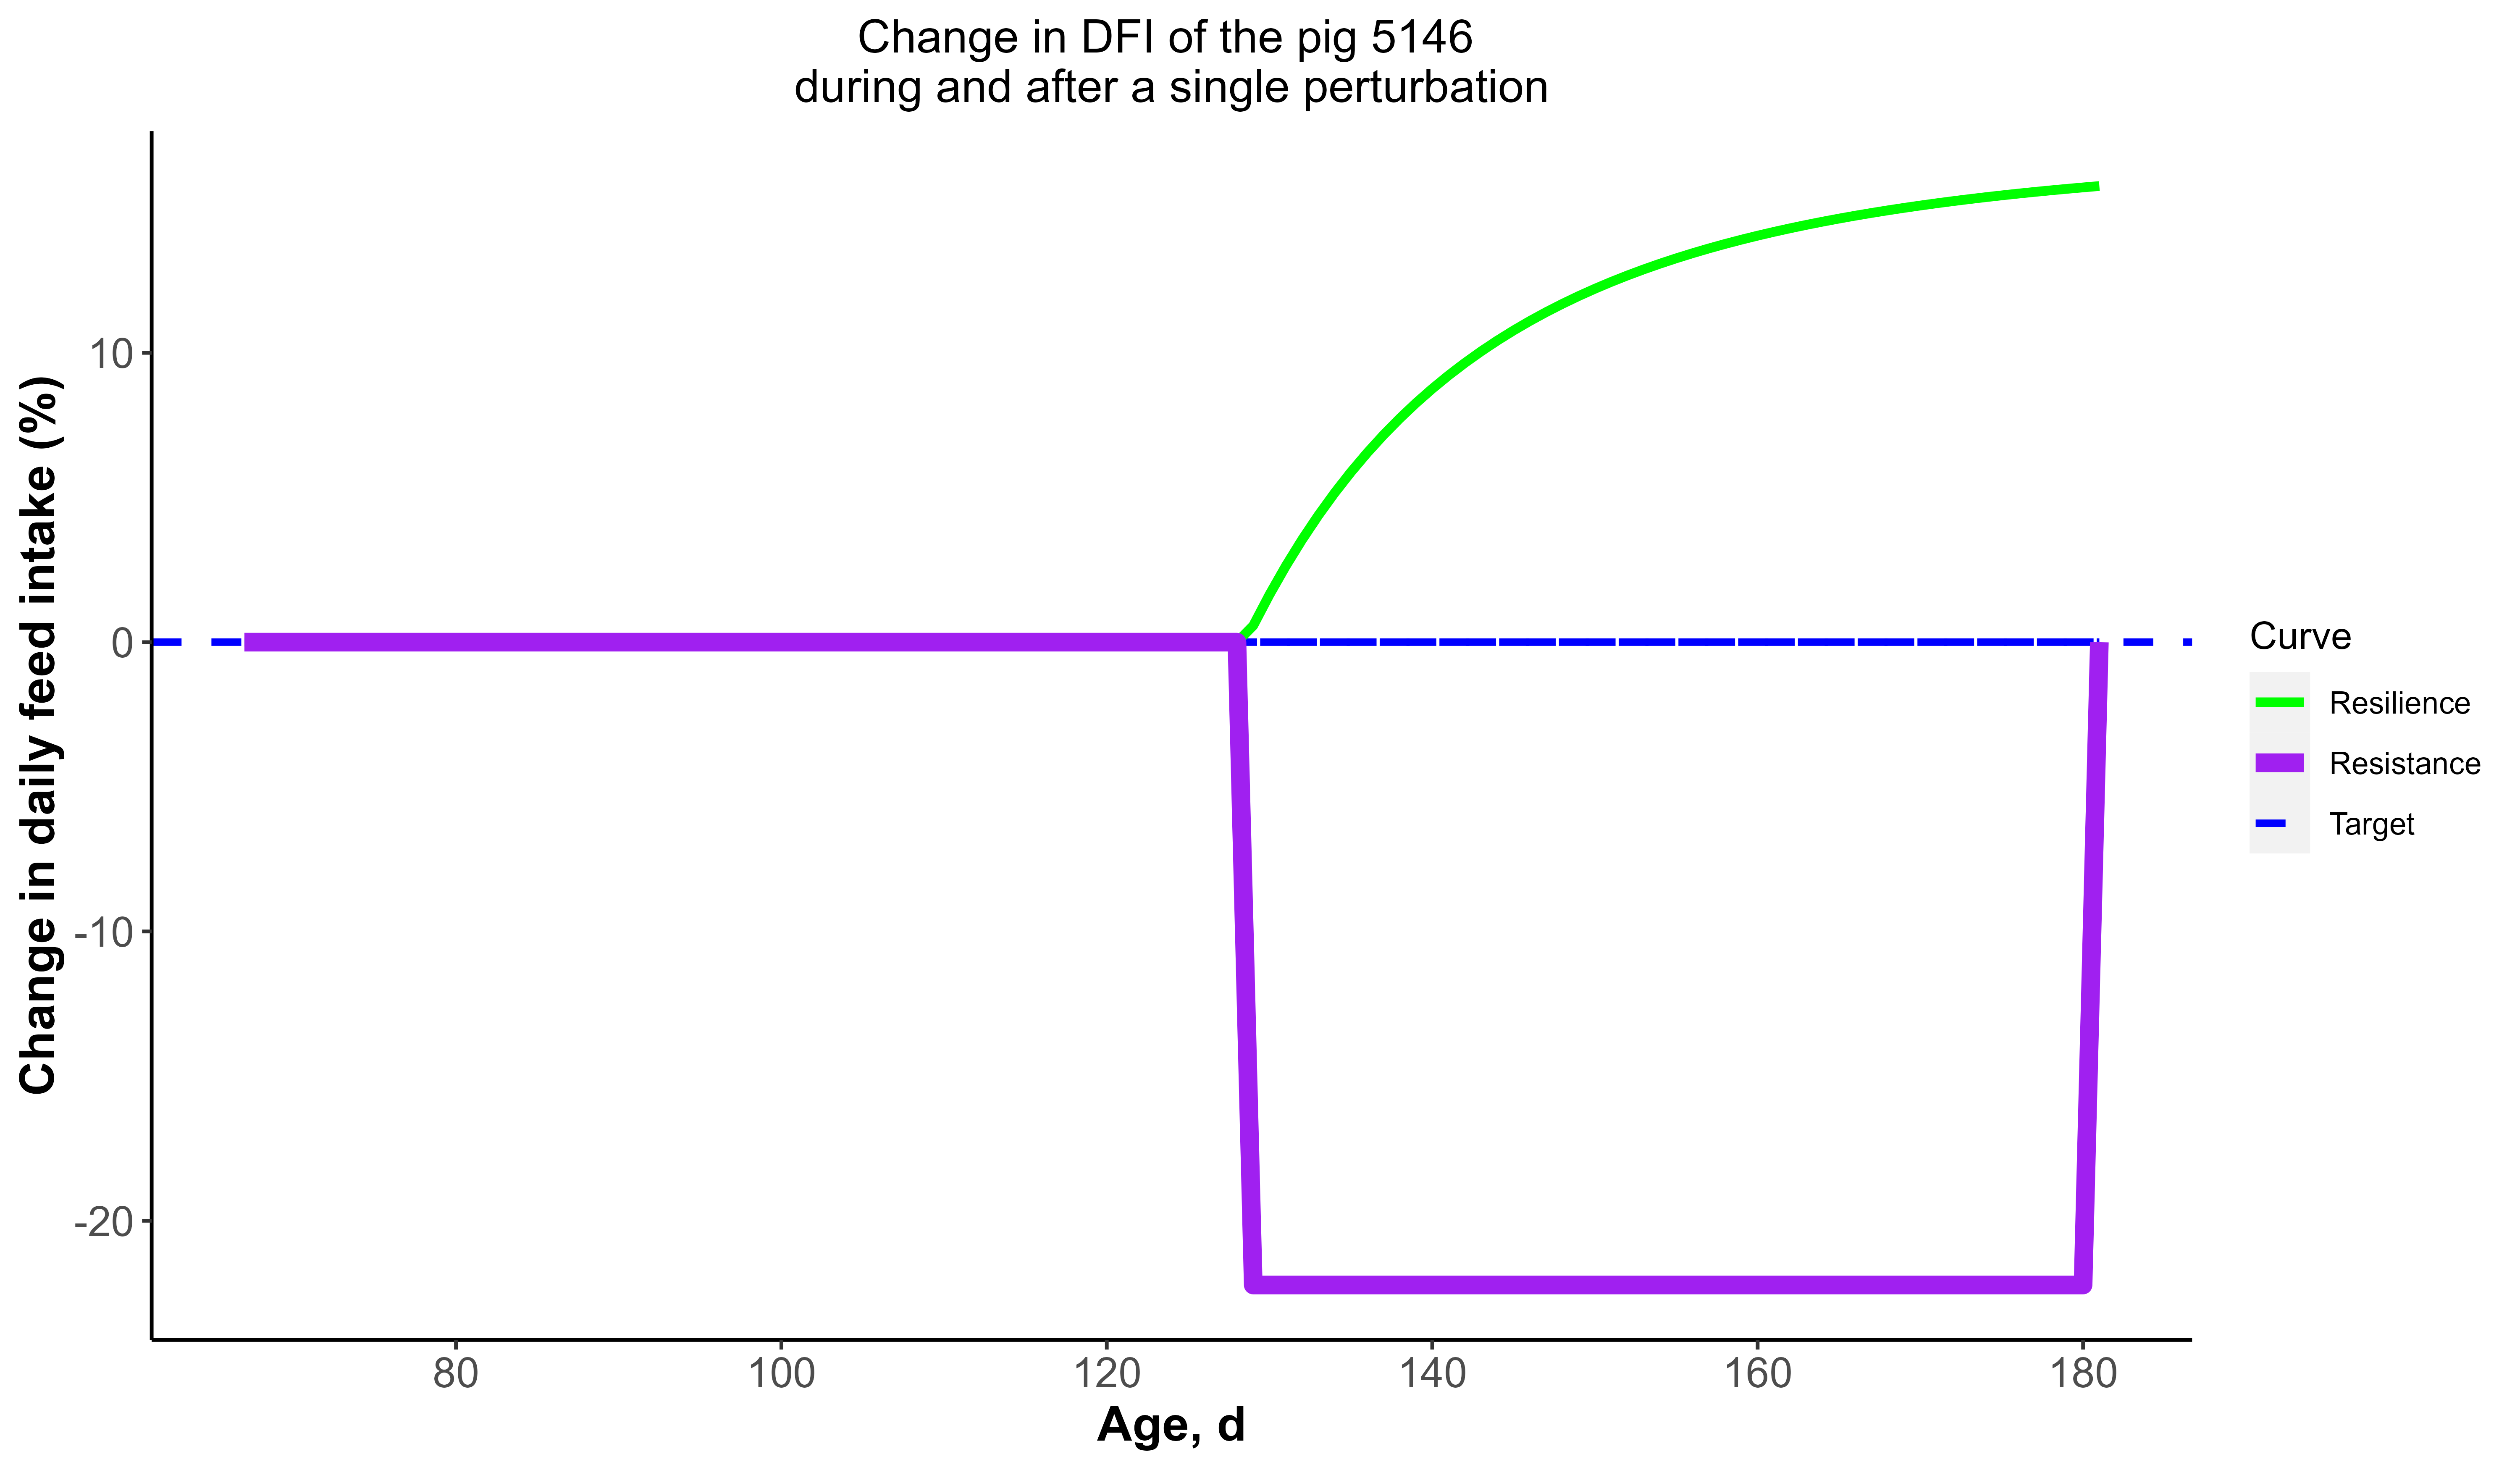 Change in DFI of the pig 5146
during and after a single perturbation
Change in daily feed intake (%)
10
0
-10
-20
80 100 120 140 160 180
Age, d
Curve
Resilience
Resistance
Target